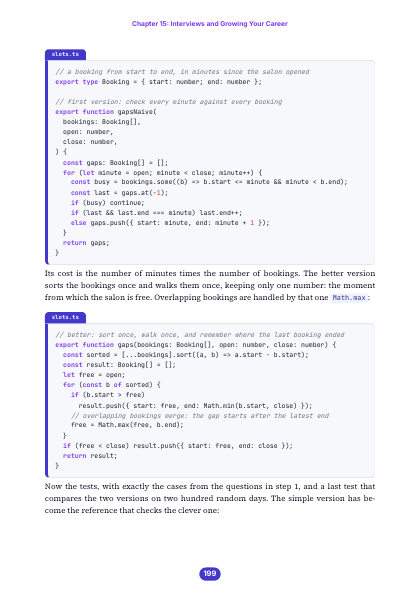 Chapter 15: Interviews and Growing Your Career
slots.ts
// a booking from start to end, in minutes since the salon opened
export type Booking = { start: number; end: number };
// first version: check every minute against every booking
export function gapsNaive(
bookings: Booking[],
open: number,
close: number,
) {
const gaps: Booking[] = [];
for (let minute = open; minute < close; minute++) {
const busy = bookings.some((b) => b.start <= minute && minute < b.end);
const last = gaps.at(-1);
if (busy) continue;
if (last && last.end === minute) last.end++;
else gaps.push({ start: minute, end: minute + 1 });
}
return gaps;
}
Its cost is the number of minutes times the number of bookings. The better version
sorts the bookings once and walks them once, keeping only one number: the moment
from which the salon is free. Overlapping bookings are handled by that one Math.max:
slots.ts
// better: sort once, walk once, and remember where the last booking ended
export function gaps(bookings: Booking[], open: number, close: number) {
const sorted = [...bookings].sort((a, b) => a.start - b.start);
const result: Booking[] = [];
let free = open;
for (const b of sorted) {
if (b.start > free)
result.push({ start: free, end: Math.min(b.start, close) });
// overlapping bookings merge: the gap starts after the latest end
free = Math.max(free, b.end);
}
if (free < close) result.push({ start: free, end: close });
return result;
}
Now the tests, with exactly the cases from the questions in step 1, and a last test that
compares the two versions on two hundred random days. The simple version has be-
come the reference that checks the clever one:
199